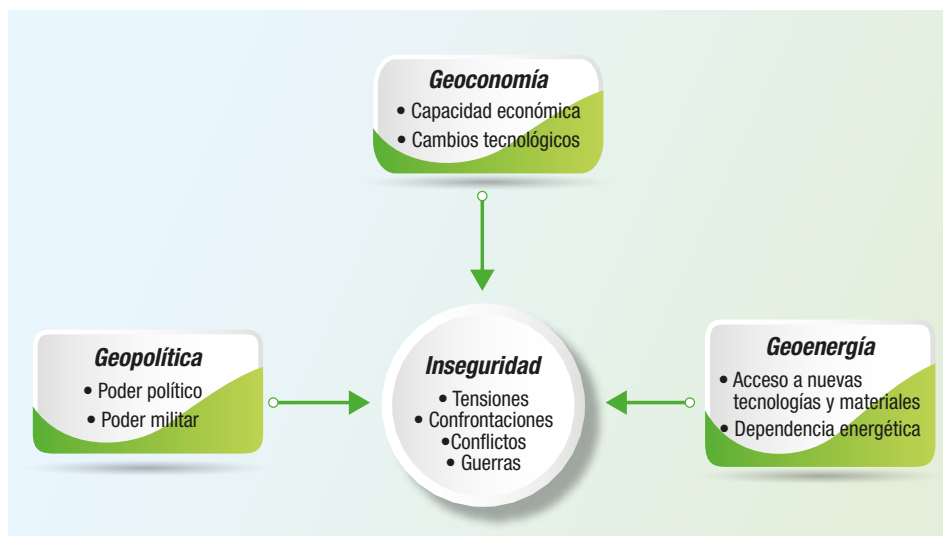 Geoconomía
• Capacidad económica
• Cambios tecnológicos
Geopolítica
• Poder político
• Poder militar
Inseguridad
• Tensiones
• Confrontaciones
•Conflictos
• Guerras
Geoenergía
• Acceso a nuevas
tecnologías y materiales
• Dependencia energética